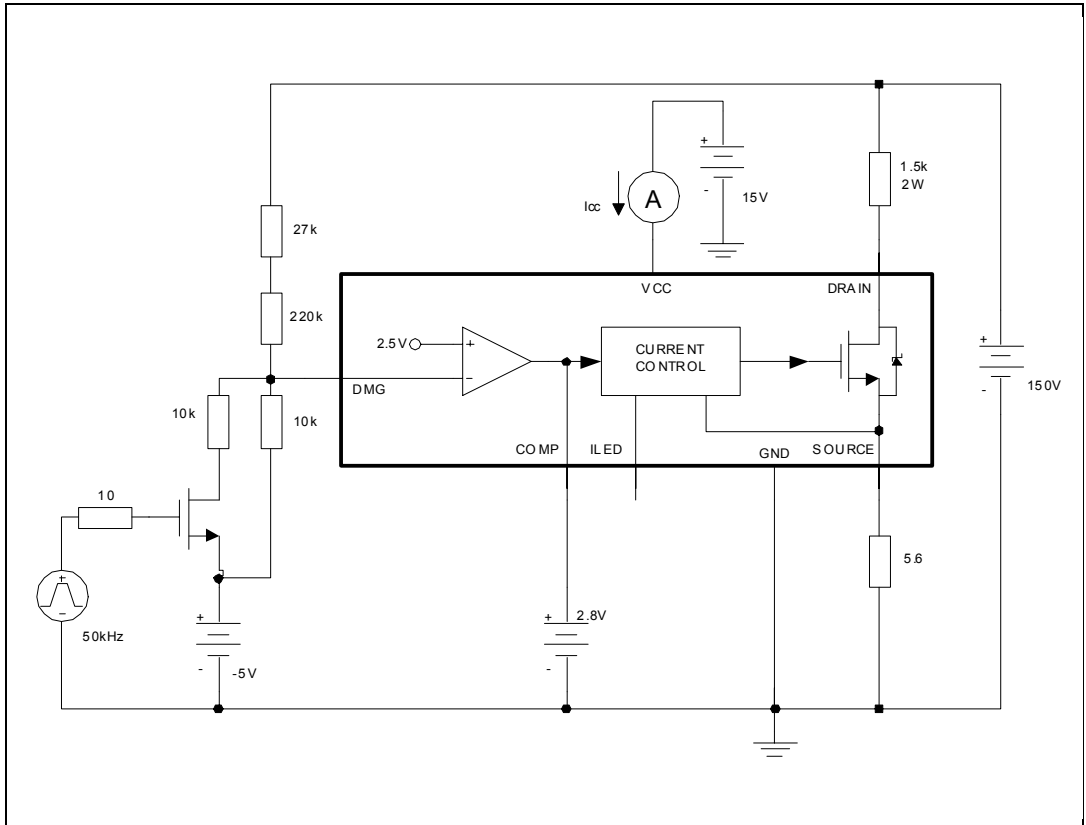 1.5k
2W
+
-
15V
Icc
A
27k
VCC
DRAIN
220k
2.5V
+
-
CURRENT
CONTROL
+
-
150V
DMG
10k
10k
COMP
ILED
GND
SOURCE
10
5.6
+
-
50kHz
+
-
-5V
+
-
2.8V